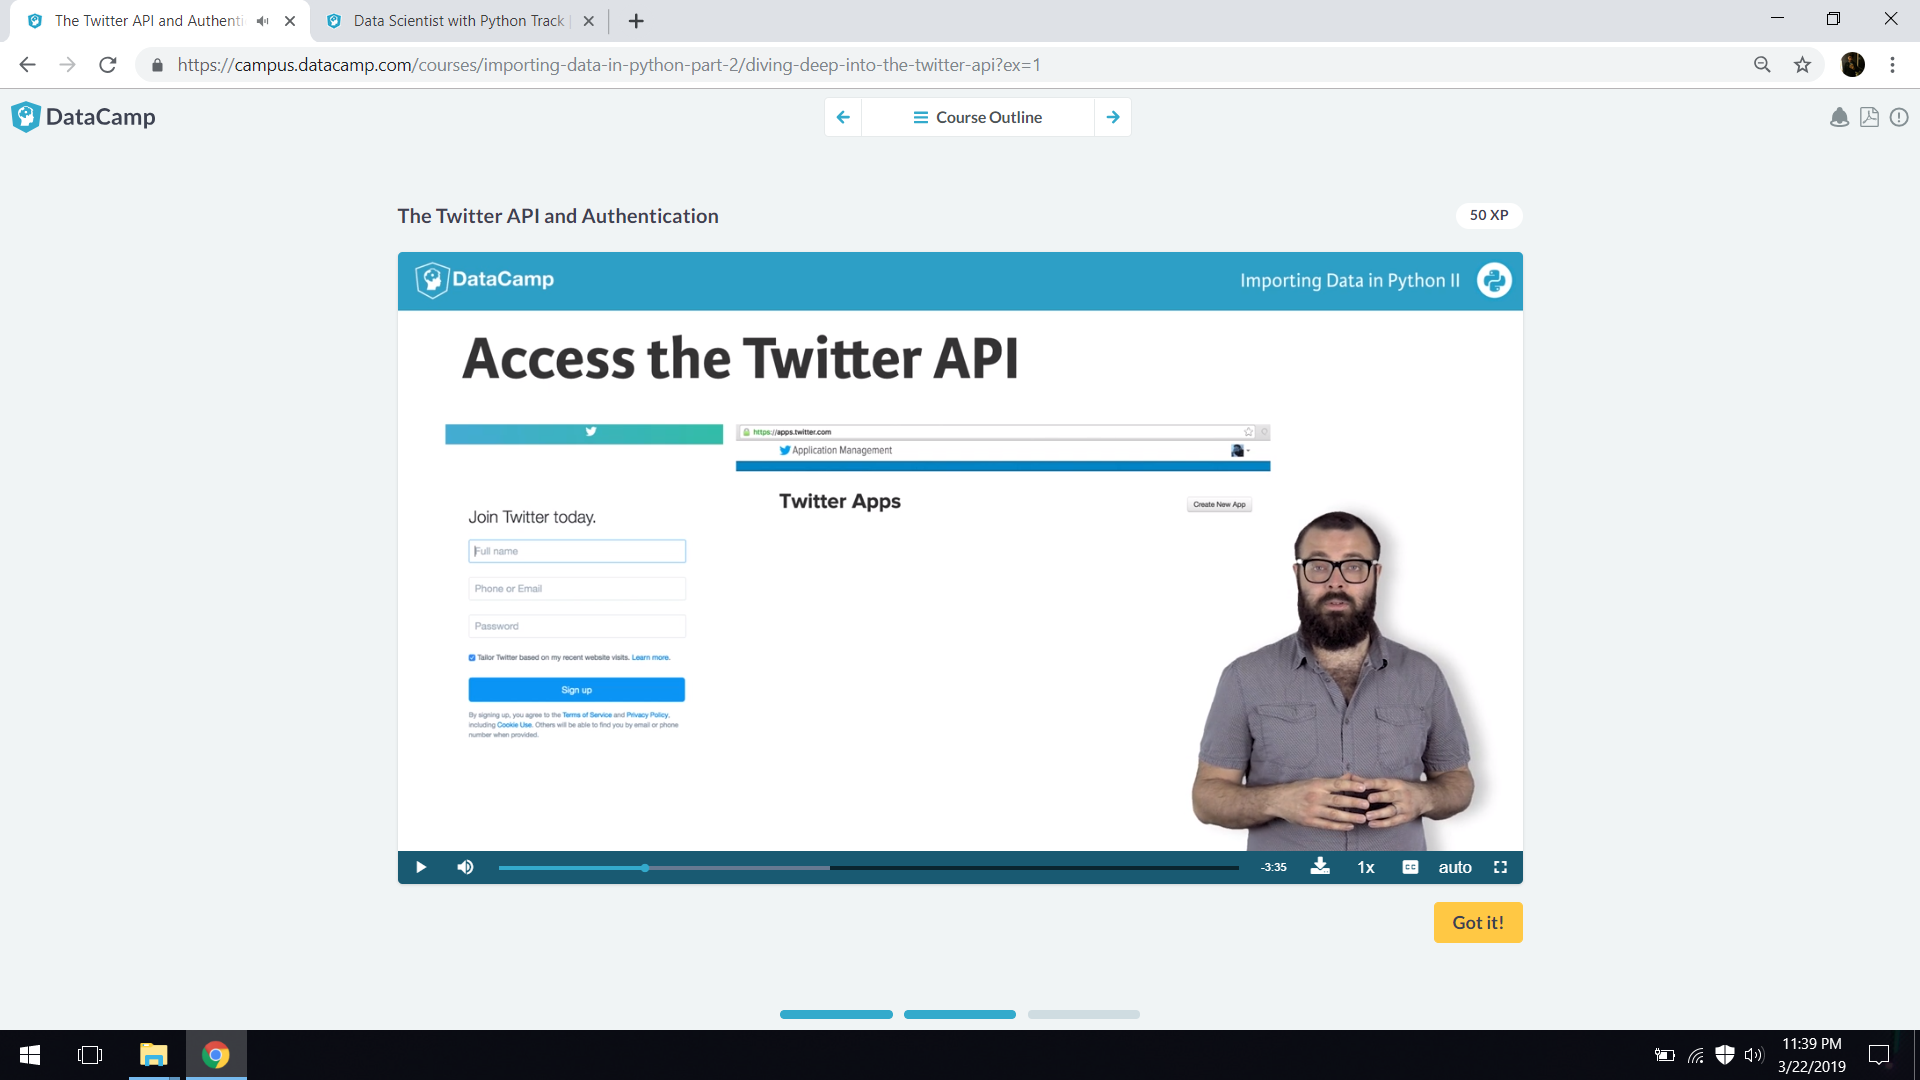 The Twitter API and Authenti
Data Scientist with Python Track
https://campus.datacamp.com/courses/importing-data-in-python-part-2/diving-deep-into-the-twitter-api?ex=1
DataCamp
Course Outline
The Twitter API and Authentication
50 XP
DataCamp
Importing Data in Python II
Access the Twitter API
https://apps.twitter.com
Application Management
Twitter Apps
Create New App
Join Twitter today.
Full name
Phone or Email
Password
Tailor Twitter based on my recent website visits. Learn more.
Sign up
By signing up, you agree to the Terms of Service and Privacy Policy,
including Cookie Use. Others will be able to find you by email or phone
number when provided.
-3:35
1x
CC
auto
Got it!
11:39 PM
3/22/2019